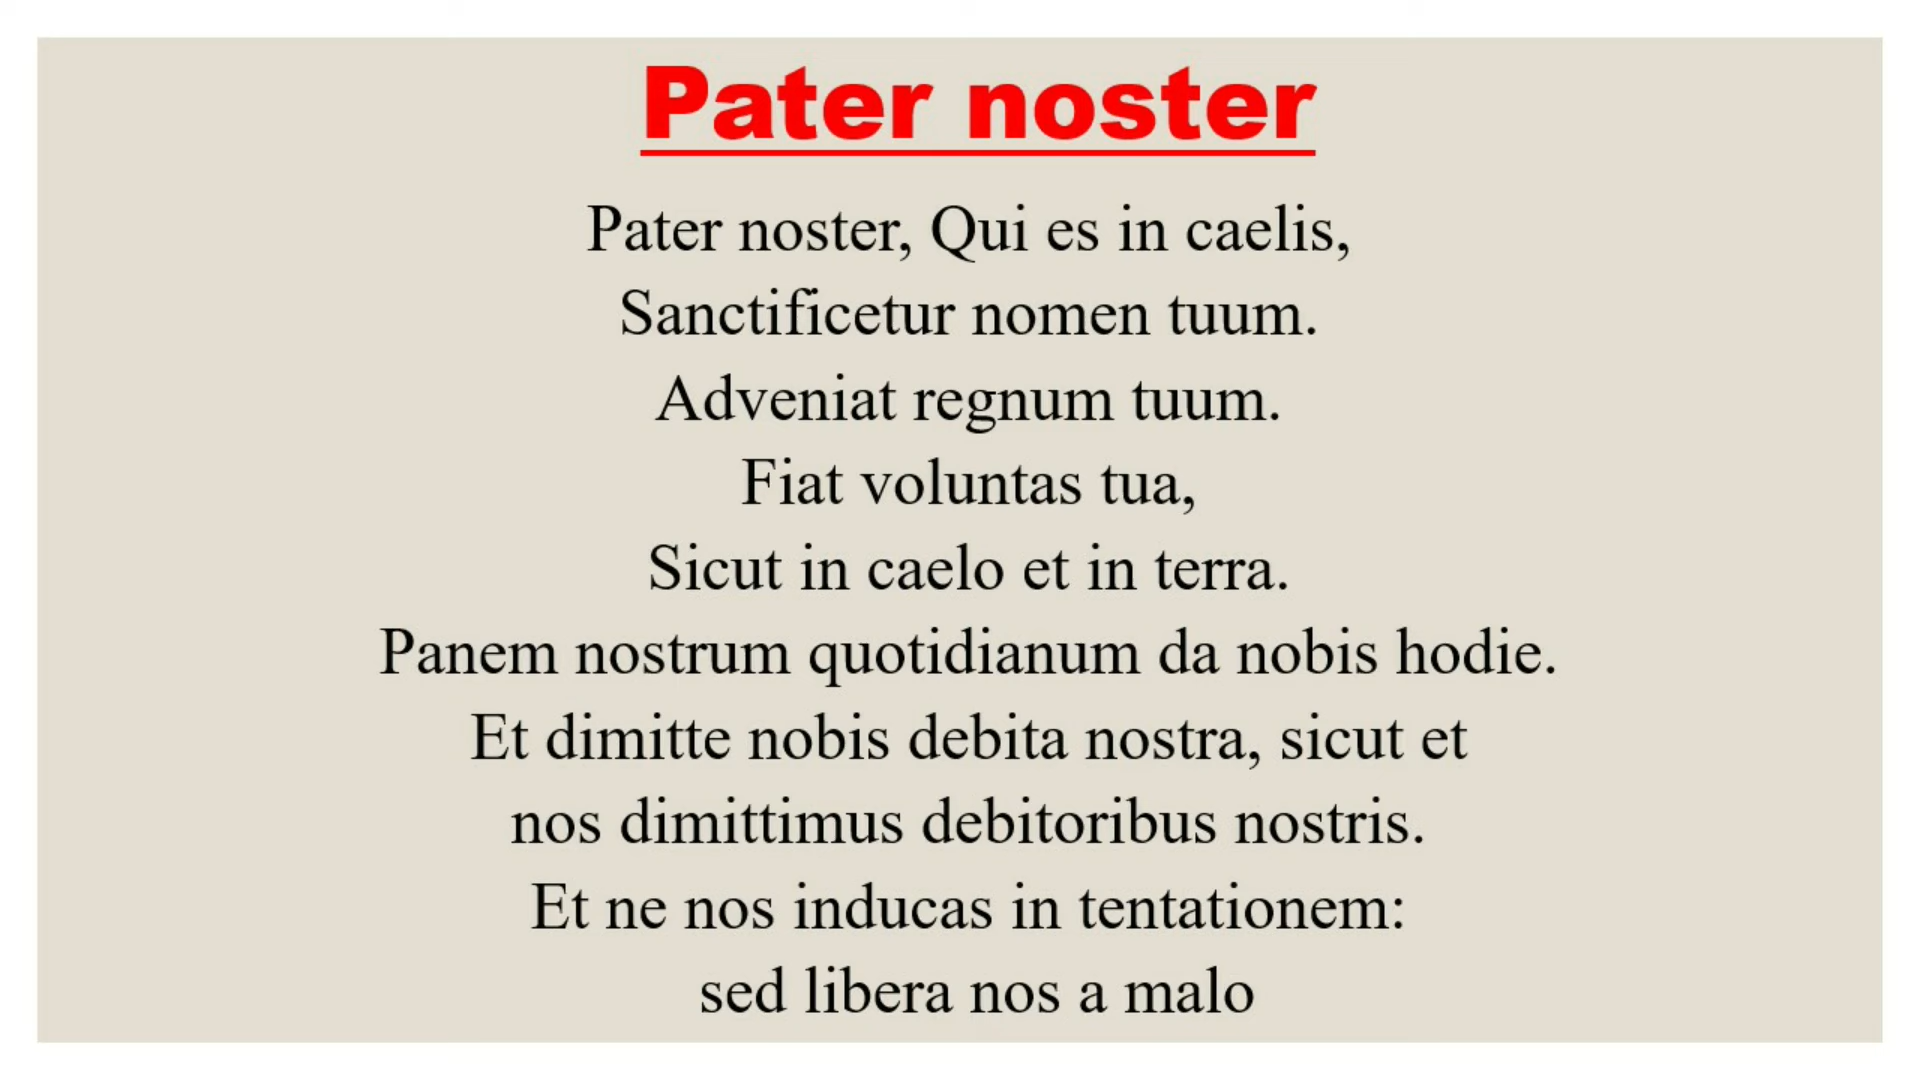 Pater noster
Pater noster, Qui es in caelis,
Sanctificetur nomen tuum.
Adveniat regnum tuum.
Fiat voluntas tua,
Sicut in caelo et in terra.
Panem nostrum quotidianum da nobis hodie.
Et dimitte nobis debita nostra, sicut et
nos dimittimus debitoribus nostris.
Et ne nos inducas in tentationem:
sed libera nos a malo